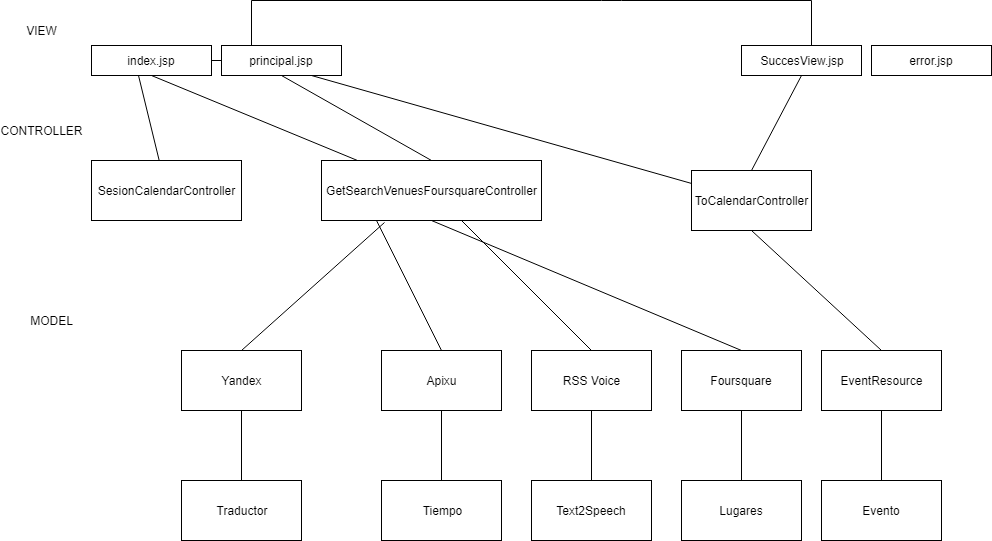 VIEW
index.jsp
principal.jsp
SuccesView.jsp
error.jsp
CONTROLLER
SesionCalendarController
GetSearchVenuesFoursquareController
ToCalendarController
MODEL
Yandex
Apixu
RSS Voice
Foursquare
EventResource
Traductor
Tiempo
Text2Speech
Lugares
Evento